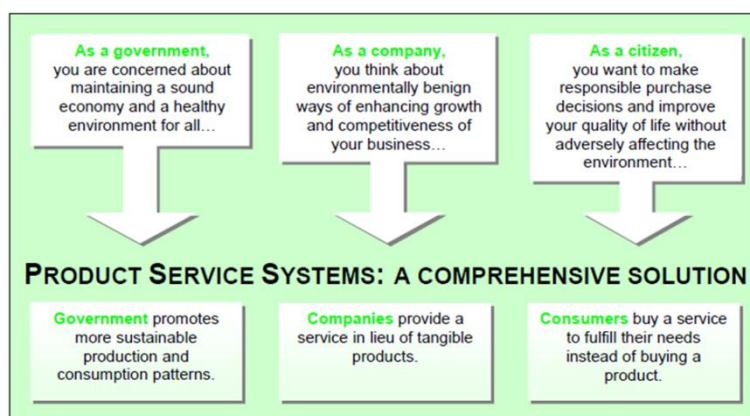 As a government,
you are concerned about
maintaining a sound
economy and a healthy
environment for all…
As a company,
you think about
environmentally benign
ways of enhancing growth
and competitiveness of
your business…
As a citizen,
you want to make
responsible purchase
decisions and improve
your quality of life without
adversely affecting the
environment…
PRODUCT SERVICE SYSTEMS: A COMPREHENSIVE SOLUTION
Government promotes
more sustainable
production and
consumption patterns.
Companies provide a
service in lieu of tangible
products.
Consumers buy a service
to fulfill their needs
instead of buying a
product.